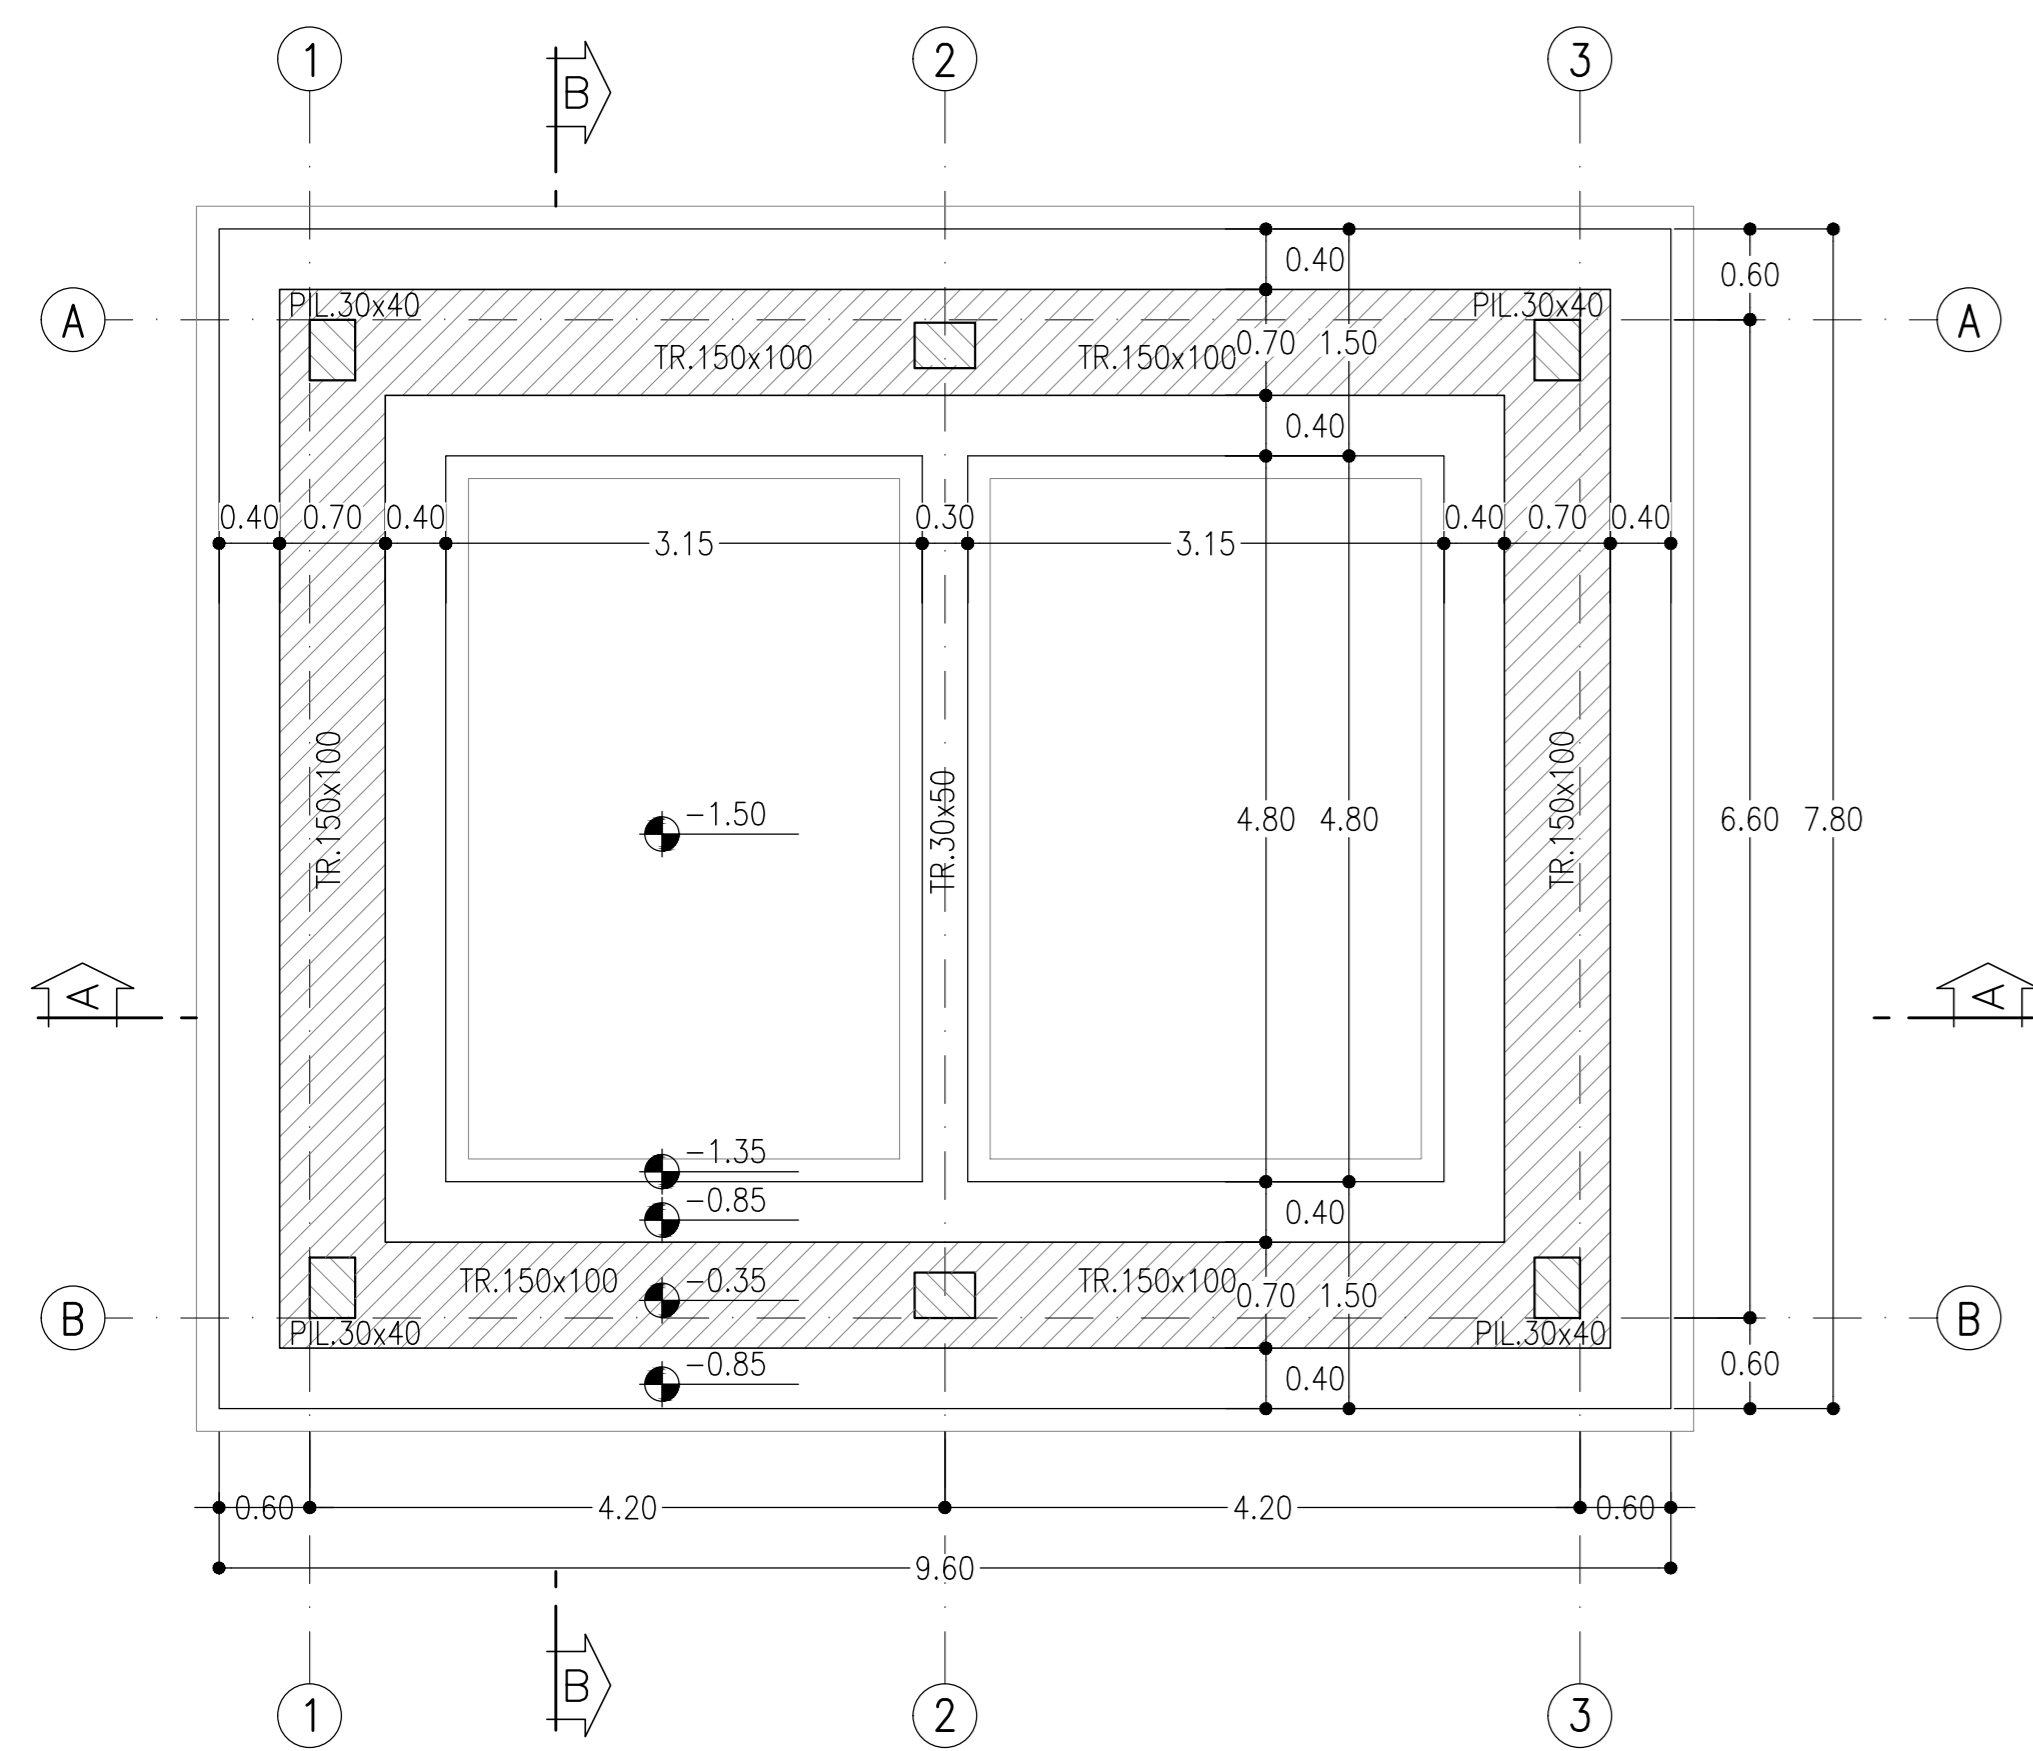 1 2 3
B
0.40 0.60
A PIL.30x40 PIL.30x40 A
TR.150x100 TR.150x100 0.70 1.50
0.40
0.40 0.70 0.40 3.15 0.30 3.15 0.40 0.70 0.40
TR.150x100 -1.50 TR.30x50 4.80 4.80 TR.150x100 6.60 7.80
A A
-1.35
-0.85 0.40
TR.150x100 -0.35 TR.150x100 0.70 1.50
B PIL.30x40 PIL.30x40 B
-0.85 0.40 0.60
0.60 4.20 4.20 0.60
9.60
B
1 2 3